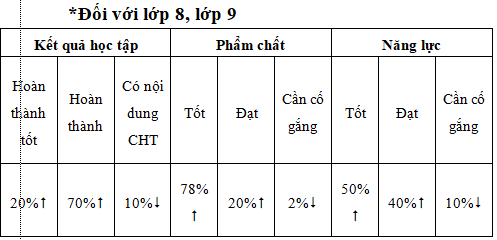 *Đối với lớp 8, lớp 9
Kết quả học tập Phẩm chất Năng lực
Hoàn thành tốt Hoàn thành Có nội dung CHT Tốt Đạt Cần cố gắng Tốt Đạt Cần cố gắng
20%↑ 70%↑ 10%↓ 78%↑ 20%↑ 2%↓ 50%↑ 40%↑ 10%↓